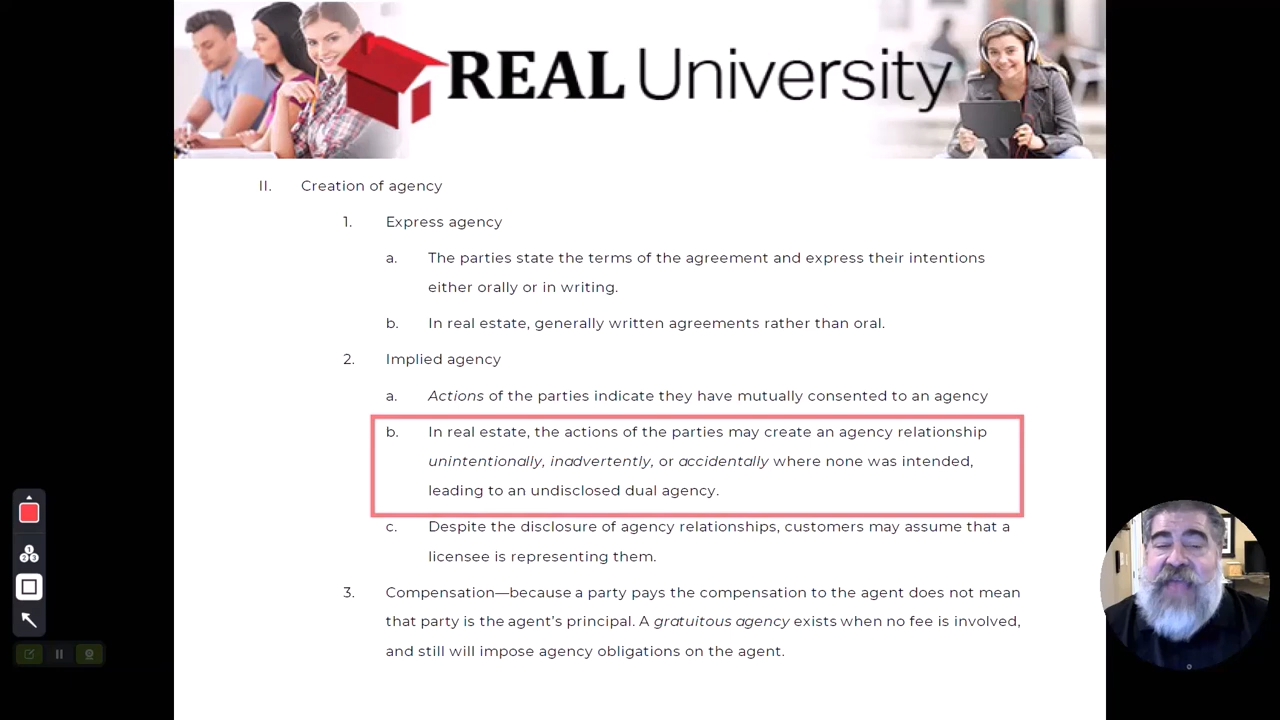 REAL University
II. Creation of agency
1. Express agency
a. The parties state the terms of the agreement and express their intentions
either orally or in writing.
b. In real estate, generally written agreements rather than oral.
2. Implied agency
a. Actions of the parties indicate they have mutually consented to an agency
b. In real estate, the actions of the parties may create an agency relationship
unintentionally, inadvertently, or accidentally where none was intended,
leading to an undisclosed dual agency.
c. Despite the disclosure of agency relationships, customers may assume that a
licensee is representing them.
3. Compensation—because a party pays the compensation to the agent does not mean
that party is the agent’s principal. A gratuitous agency exists when no fee is involved,
and still will impose agency obligations on the agent.